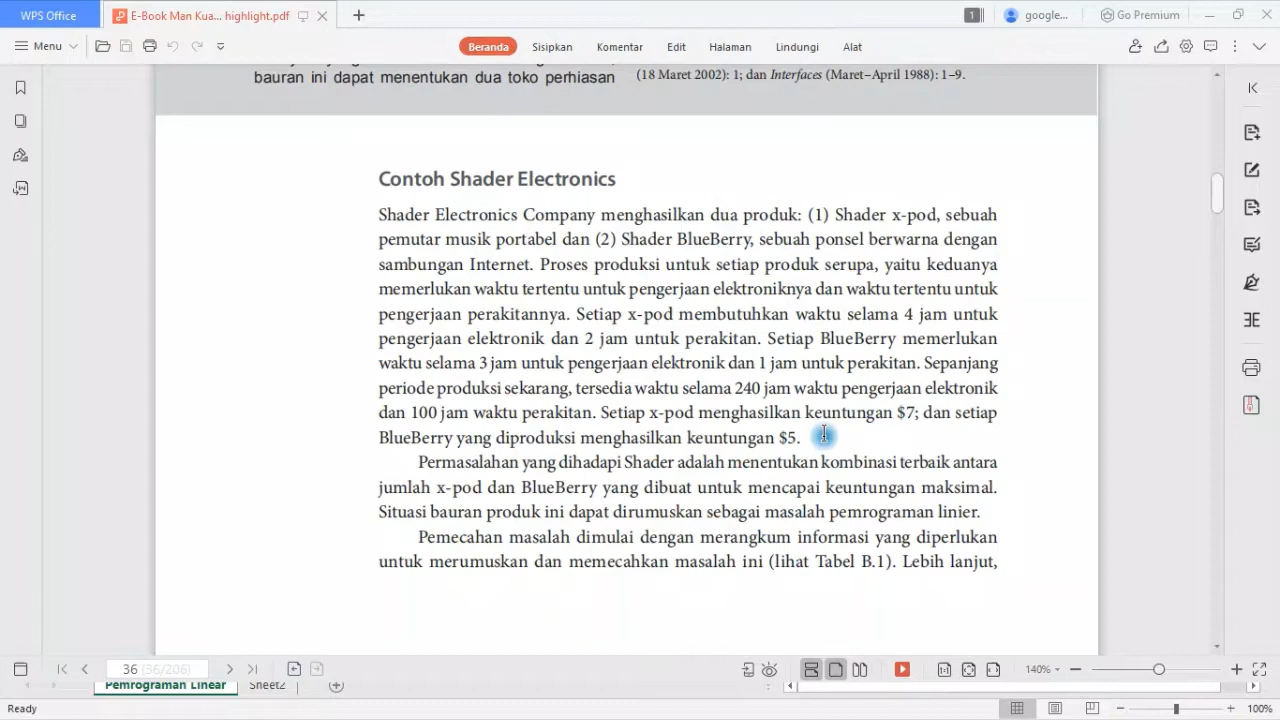 WPS Office
E-Book Man Kua... highlight.pdf
1
google...
Go Premium
Menu
Beranda
Sisipkan
Komentar
Edit
Halaman
Lindungi
Alat
bauran ini dapat menentukan dua toko perhiasan
(18 Maret 2002): 1; dan Interfaces (Maret–April 1988): 1–9.
Contoh Shader Electronics
Shader Electronics Company menghasilkan dua produk: (1) Shader x-pod, sebuah
pemutar musik portabel dan (2) Shader BlueBerry, sebuah ponsel berwarna dengan
sambungan Internet. Proses produksi untuk setiap produk serupa, yaitu keduanya
memerlukan waktu tertentu untuk pengerjaan elektroniknya dan waktu tertentu untuk
pengerjaan perakitannya. Setiap x-pod membutuhkan waktu selama 4 jam untuk
pengerjaan elektronik dan 2 jam untuk perakitan. Setiap BlueBerry memerlukan
waktu selama 3 jam untuk pengerjaan elektronik dan 1 jam untuk perakitan. Sepanjang
periode produksi sekarang, tersedia waktu selama 240 jam waktu pengerjaan elektronik
dan 100 jam waktu perakitan. Setiap x-pod menghasilkan keuntungan $7; dan setiap
BlueBerry yang diproduksi menghasilkan keuntungan $5.
Permasalahan yang dihadapi Shader adalah menentukan kombinasi terbaik antara
jumlah x-pod dan BlueBerry yang dibuat untuk mencapai keuntungan maksimal.
Situasi bauran produk ini dapat dirumuskan sebagai masalah pemrograman linier.
Pemecahan masalah dimulai dengan merangkum informasi yang diperlukan
untuk merumuskan dan memecahkan masalah ini (lihat Tabel B.1). Lebih lanjut,
36 (36/206)
140%
Pemrograman Linear
Sheet2
Ready
100%